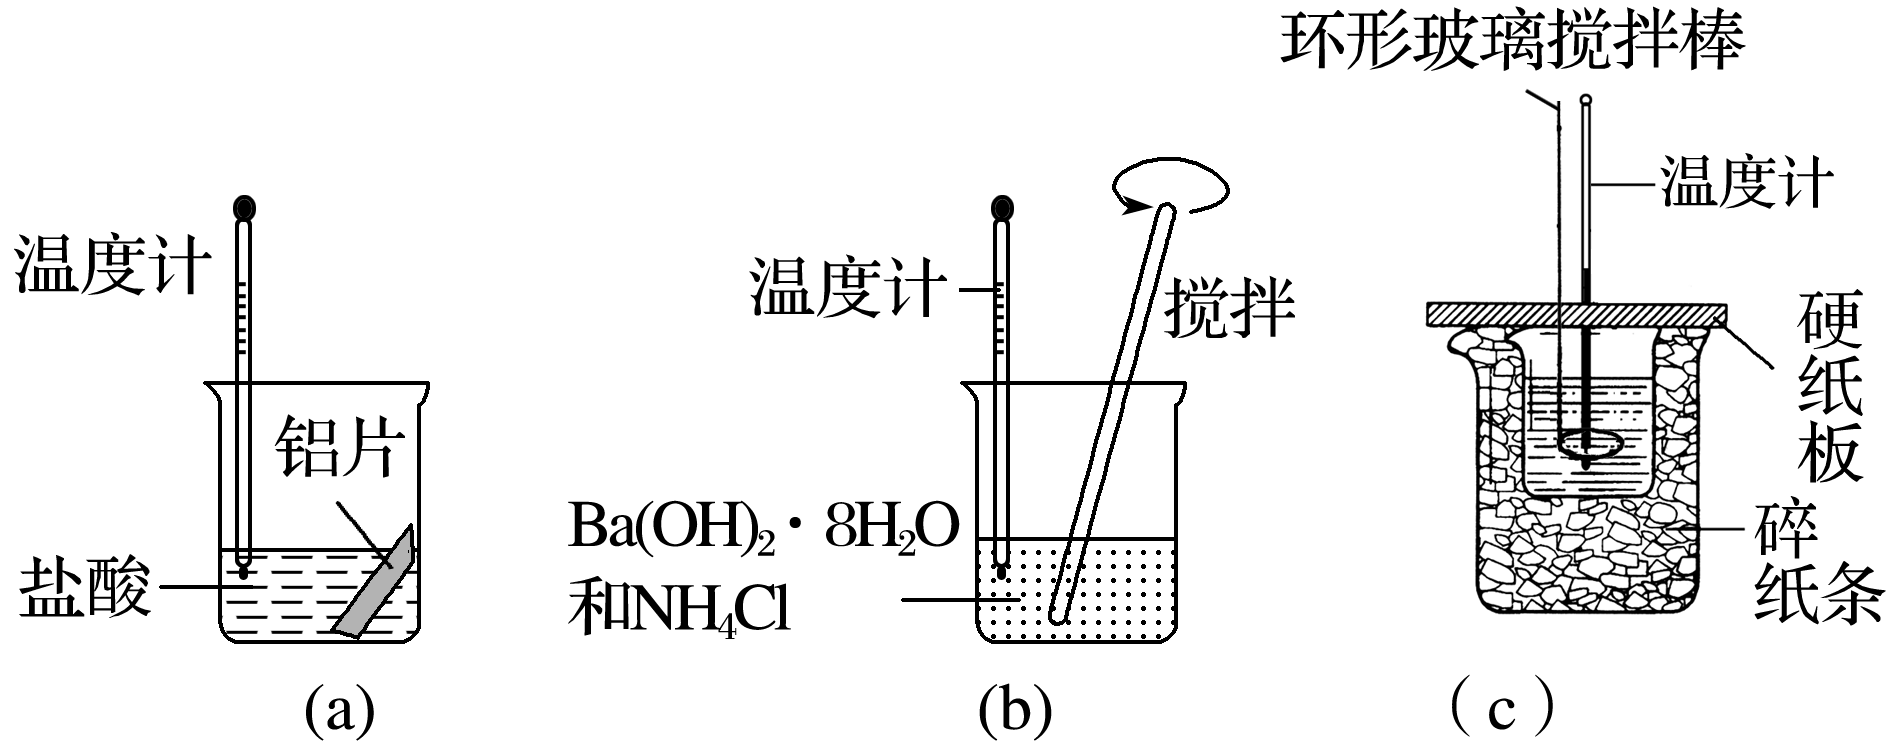 环形玻璃搅拌棒
温度计
盐酸
铝片
(a)
温度计
搅拌
Ba(OH)₂·8H₂O
和NH₄Cl
(b)
温度计
硬纸板
碎
纸条
(c)